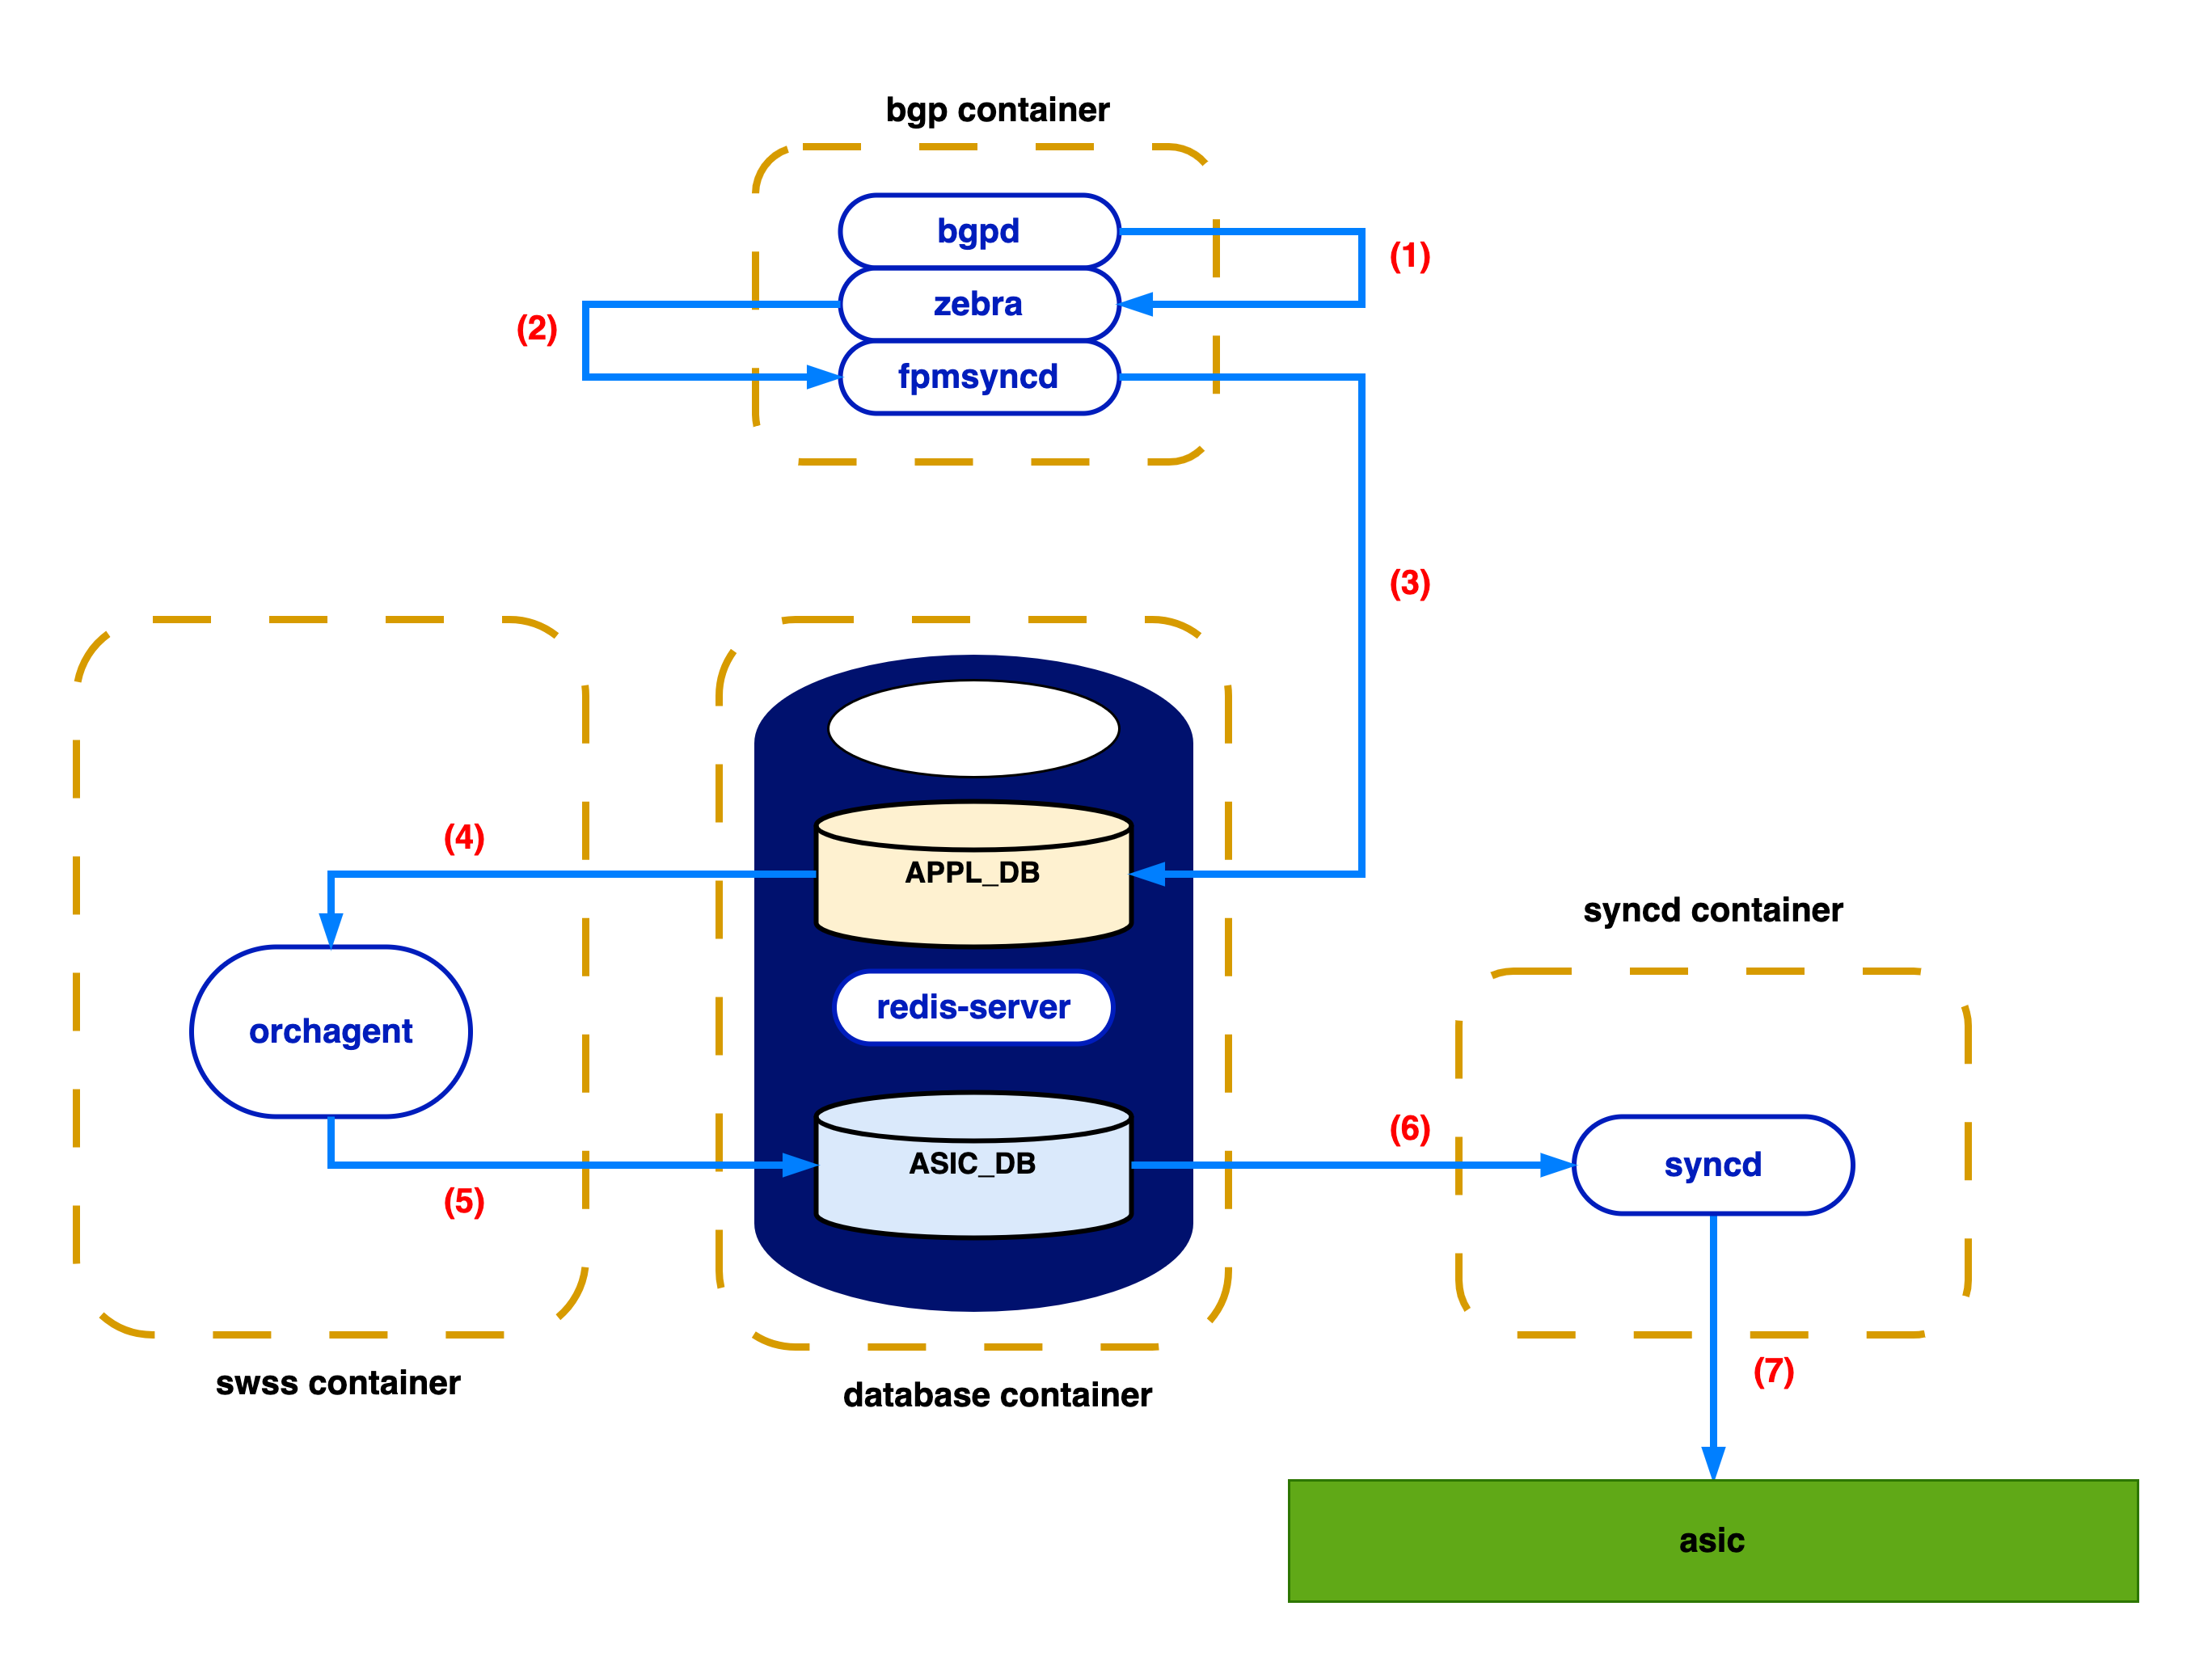 bgp container
bgpd
(1)
zebra
(2)
fpmsyncd
(3)
(4)
APPL_DB
syncd container
redis-server
orchagent
(6)
ASIC_DB
syncd
(5)
(7)
swss container
database container
asic